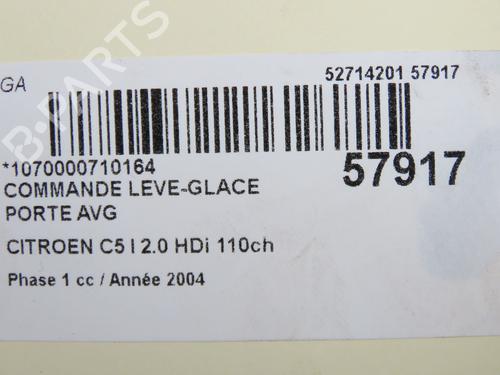 GA
52714201 57917
*1070000710164
57917
COMMANDE LEVE-GLACE
PORTE AVG
CITROEN C5 I 2.0 HDi 110ch
Phase 1 cc / Année 2004
B-PARTS